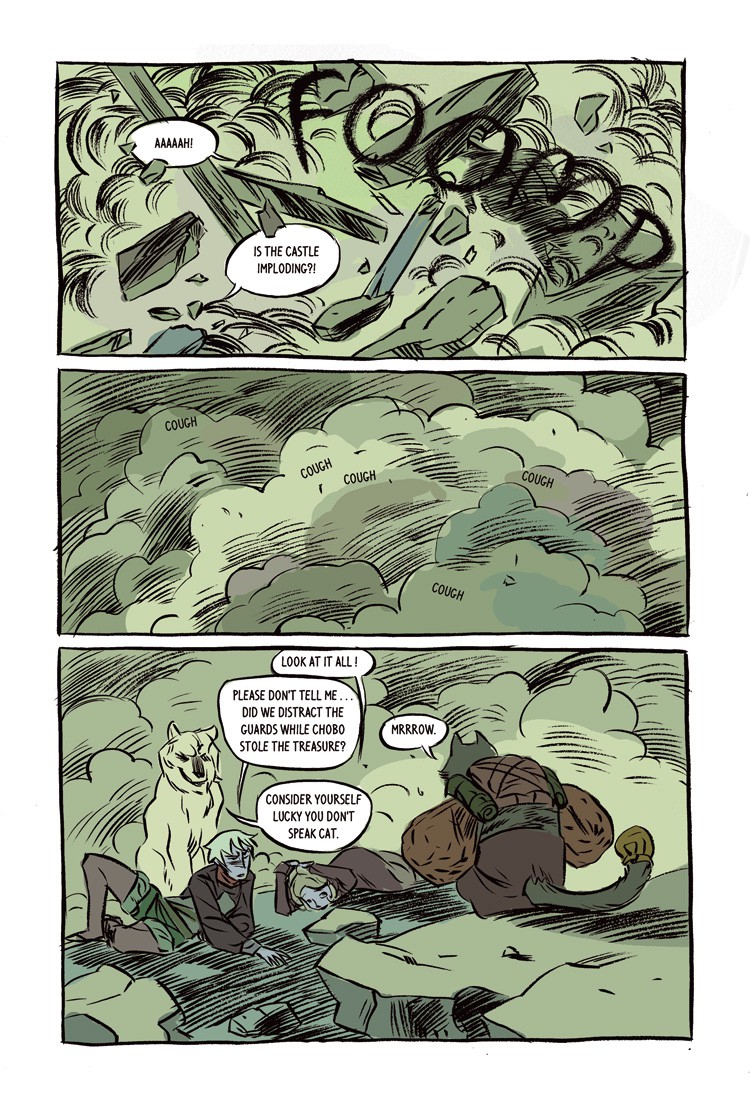 FOOMP
AAAAAH!
IS THE CASTLE
IMPLODING?!
COUGH
COUGH
COUGH
COUGH
COUGH
LOOK AT IT ALL!
PLEASE DON'T TELL ME...
DID WE DISTRACT THE
GUARDS WHILE CHOBO
STOLE THE TREASURE?
MRRROW.
CONSIDER YOURSELF
LUCKY YOU DON'T
SPEAK CAT.